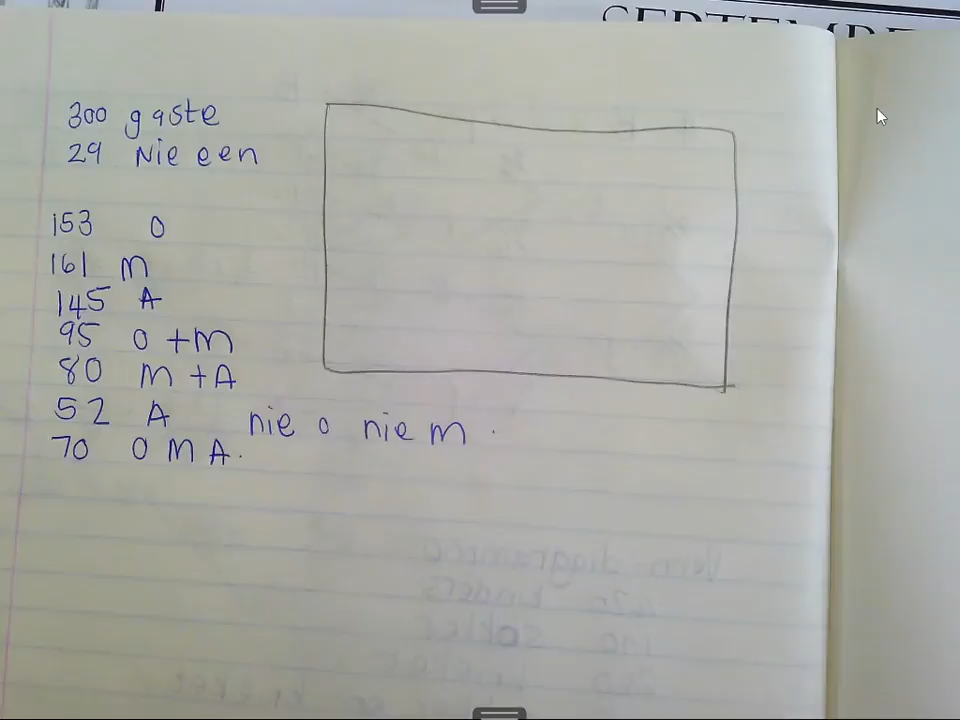 300 gaste
29 Nie een
153 O
161 M
145 A
95 O + M
80 M + A
52 A nie o nie m.
70 O M A.